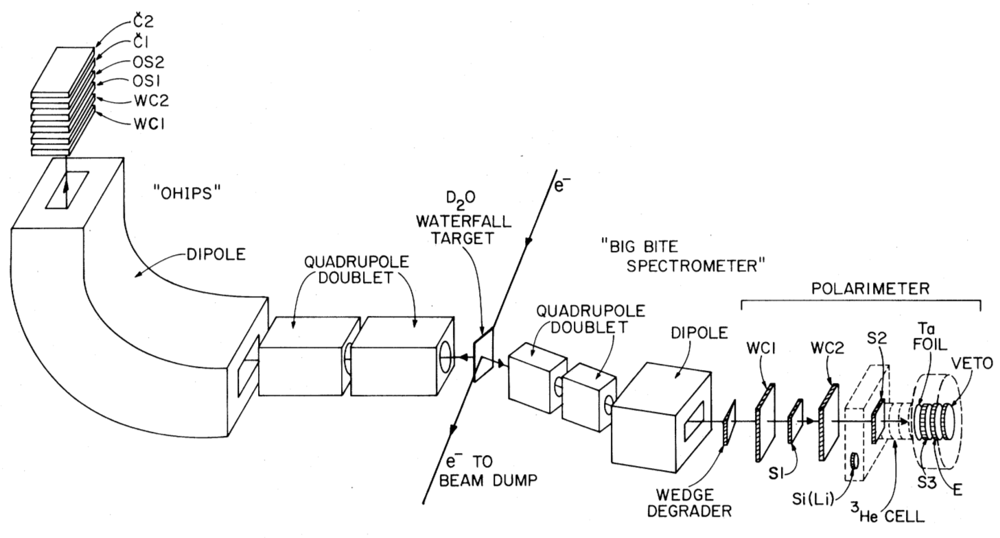 Č2
Č1
OS2
OS1
WC2
WC1
"OHIPS"
DIPOLE
QUADRUPOLE
DOUBLET
D2O
WATERFALL
TARGET
e−
e− TO
BEAM DUMP
"BIG BITE
SPECTROMETER"
QUADRUPOLE
DOUBLET
DIPOLE
WEDGE
DEGRADER
POLARIMETER
WC1
S1
WC2
S2
Ta
FOIL
VETO
Si(Li)
3He CELL
S3
E